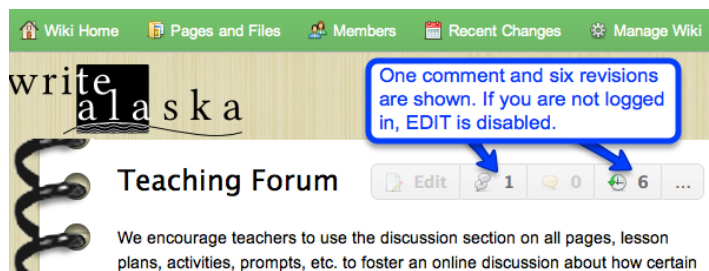 Wiki Home Pages and Files Members Recent Changes Manage Wiki
write
alaska
One comment and six revisions
are shown. If you are not logged
in, EDIT is disabled.
Teaching Forum Edit 1 0 6 ...
We encourage teachers to use the discussion section on all pages, lesson
plans, activities, prompts, etc. to foster an online discussion about how certain